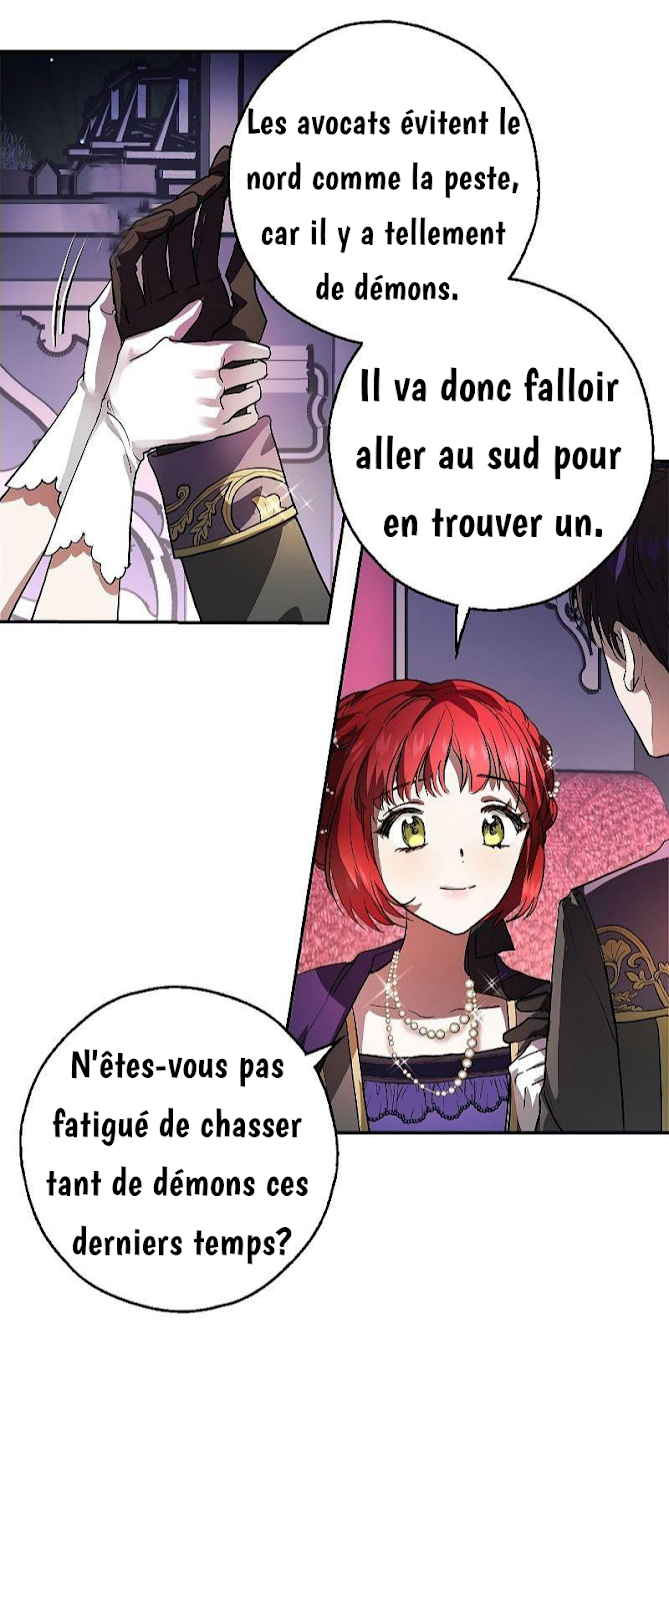 Les avocats évitent le
nord comme la peste,
car il y a tellement
de démons.
Il va donc falloir
aller au sud pour
en trouver un.
N'êtes-vous pas
fatigué de chasser
tant de démons ces
derniers temps?